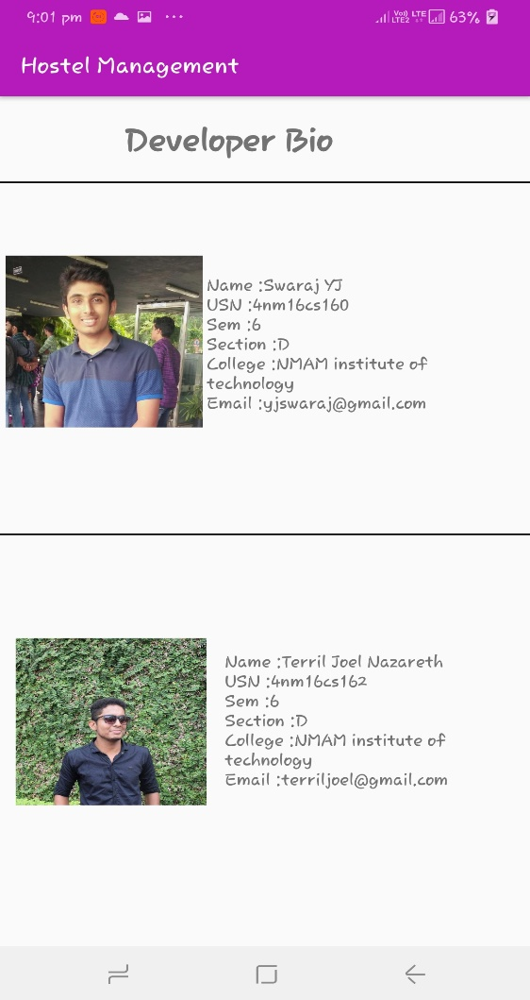 9:01 pm ... Vo)) LTE2 LTE 63%
Hostel Management
Developer Bio
Name :Swaraj YJ
USN :4nm16cs160
Sem :6
Section :D
College :NMAM institute of
technology
Email :yjswaraj@gmail.com
Name :Terril Joel Nazareth
USN :4nm16cs162
Sem :6
Section :D
College :NMAM institute of
technology
Email :terriljoel@gmail.com